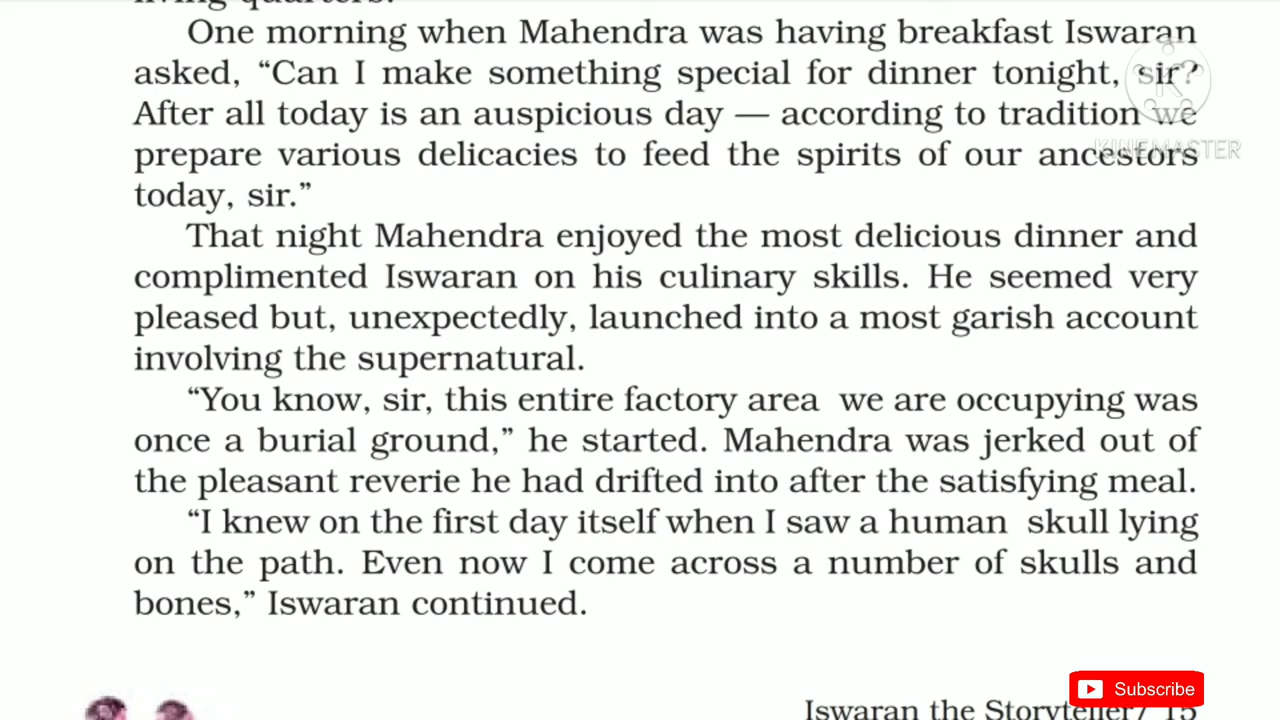 living quarters.
One morning when Mahendra was having breakfast Iswaran
asked, “Can I make something special for dinner tonight, sir?
After all today is an auspicious day — according to tradition we
prepare various delicacies to feed the spirits of our ancestors
today, sir.”
That night Mahendra enjoyed the most delicious dinner and
complimented Iswaran on his culinary skills. He seemed very
pleased but, unexpectedly, launched into a most garish account
involving the supernatural.
“You know, sir, this entire factory area we are occupying was
once a burial ground,” he started. Mahendra was jerked out of
the pleasant reverie he had drifted into after the satisfying meal.
“I knew on the first day itself when I saw a human skull lying
on the path. Even now I come across a number of skulls and
bones,” Iswaran continued.
KINEMASTER
Subscribe
Iswaran the Storyteller / 15